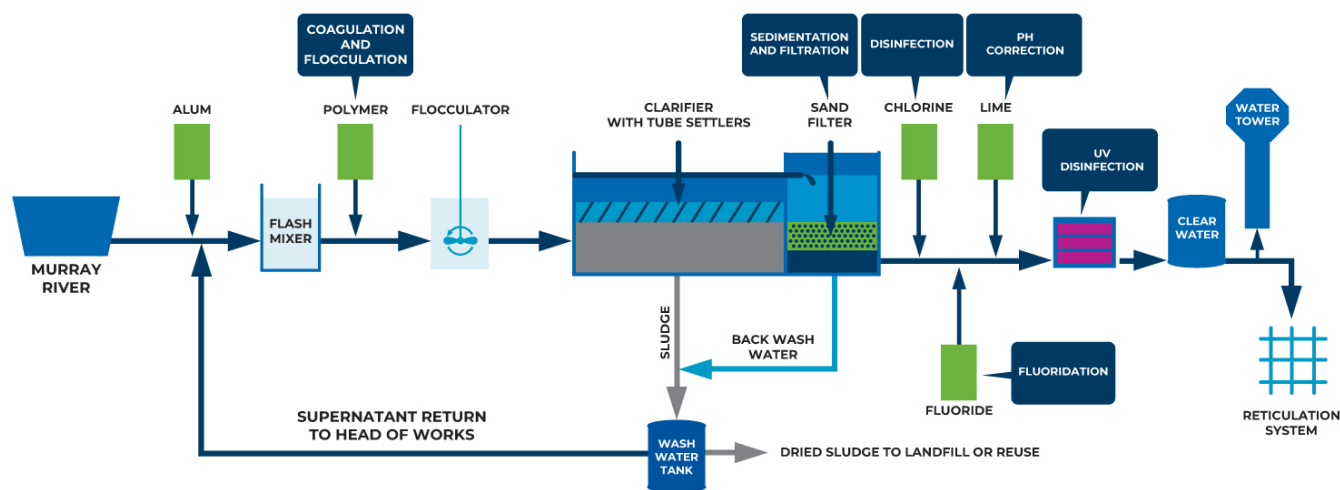 COAGULATION
AND
FLOCCULATION
SEDIMENTATION
AND FILTRATION
DISINFECTION
PH
CORRECTION
ALUM
POLYMER
FLOCCULATOR
CLARIFIER
WITH TUBE SETTLERS
SAND
FILTER
CHLORINE
LIME
WATER
TOWER
UV
DISINFECTION
FLASH
MIXER
CLEAR
WATER
MURRAY
RIVER
SLUDGE
BACK WASH
WATER
FLUORIDATION
FLUORIDE
RETICULATION
SYSTEM
SUPERNATANT RETURN
TO HEAD OF WORKS
WASH
WATER
TANK
DRIED SLUDGE TO LANDFILL OR REUSE